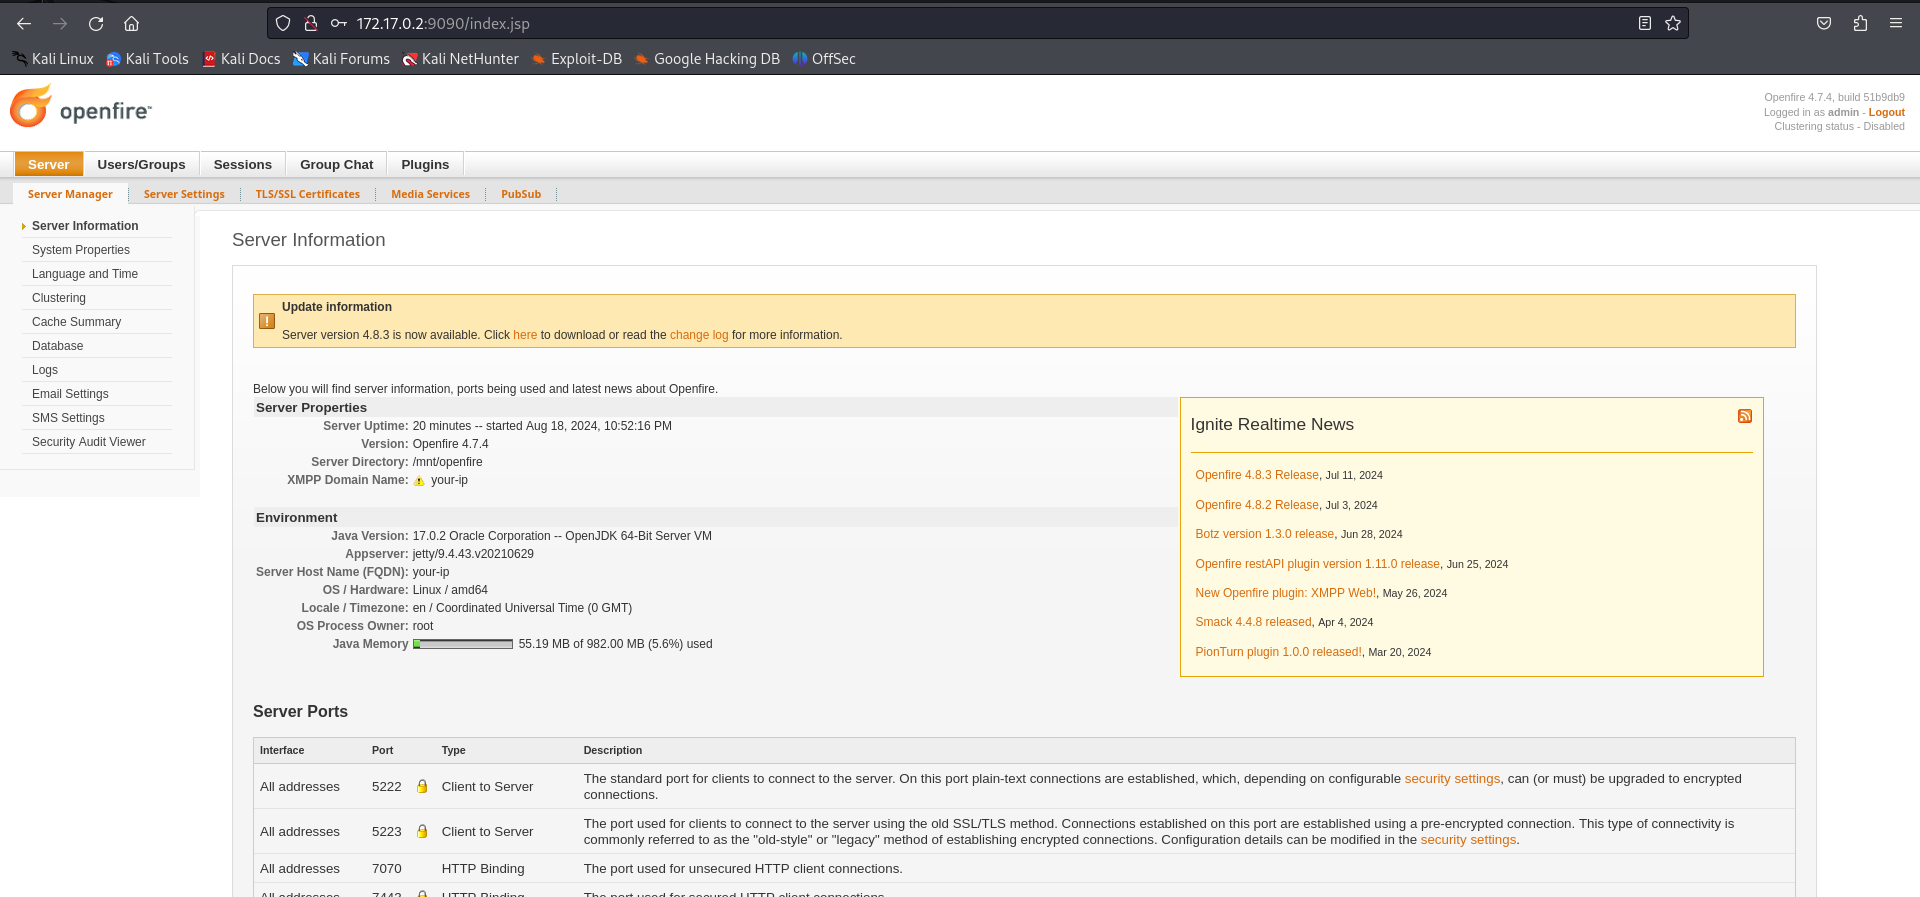 172.17.0.2:9090/index.jsp
Kali Linux Kali Tools Kali Docs Kali Forums Kali NetHunter Exploit-DB Google Hacking DB OffSec
openfire™
Openfire 4.7.4, build 51b9db9
Logged in as admin - Logout
Clustering status - Disabled
Server Users/Groups Sessions Group Chat Plugins
Server Manager Server Settings TLS/SSL Certificates Media Services PubSub
Server Information
System Properties
Language and Time
Clustering
Cache Summary
Database
Logs
Email Settings
SMS Settings
Security Audit Viewer
Server Information
Update information
Server version 4.8.3 is now available. Click here to download or read the change log for more information.
Below you will find server information, ports being used and latest news about Openfire.
Server Properties
Server Uptime: 20 minutes -- started Aug 18, 2024, 10:52:16 PM
Version: Openfire 4.7.4
Server Directory: /mnt/openfire
XMPP Domain Name: your-ip
Environment
Java Version: 17.0.2 Oracle Corporation -- OpenJDK 64-Bit Server VM
Appserver: jetty/9.4.43.v20210629
Server Host Name (FQDN): your-ip
OS / Hardware: Linux / amd64
Locale / Timezone: en / Coordinated Universal Time (0 GMT)
OS Process Owner: root
Java Memory 55.19 MB of 982.00 MB (5.6%) used
Ignite Realtime News
Openfire 4.8.3 Release, Jul 11, 2024
Openfire 4.8.2 Release, Jul 3, 2024
Botz version 1.3.0 release, Jun 28, 2024
Openfire restAPI plugin version 1.11.0 release, Jun 25, 2024
New Openfire plugin: XMPP Web!, May 26, 2024
Smack 4.4.8 released, Apr 4, 2024
PionTurn plugin 1.0.0 released!, Mar 20, 2024
Server Ports
Interface Port Type Description
All addresses 5222 Client to Server The standard port for clients to connect to the server. On this port plain-text connections are established, which, depending on configurable security settings, can (or must) be upgraded to encrypted
connections.
All addresses 5223 Client to Server The port used for clients to connect to the server using the old SSL/TLS method. Connections established on this port are established using a pre-encrypted connection. This type of connectivity is
commonly referred to as the "old-style" or "legacy" method of establishing encrypted connections. Configuration details can be modified in the security settings.
All addresses 7070 HTTP Binding The port used for unsecured HTTP client connections.
All addresses 7443 HTTP Binding The port used for secured HTTP client connections.